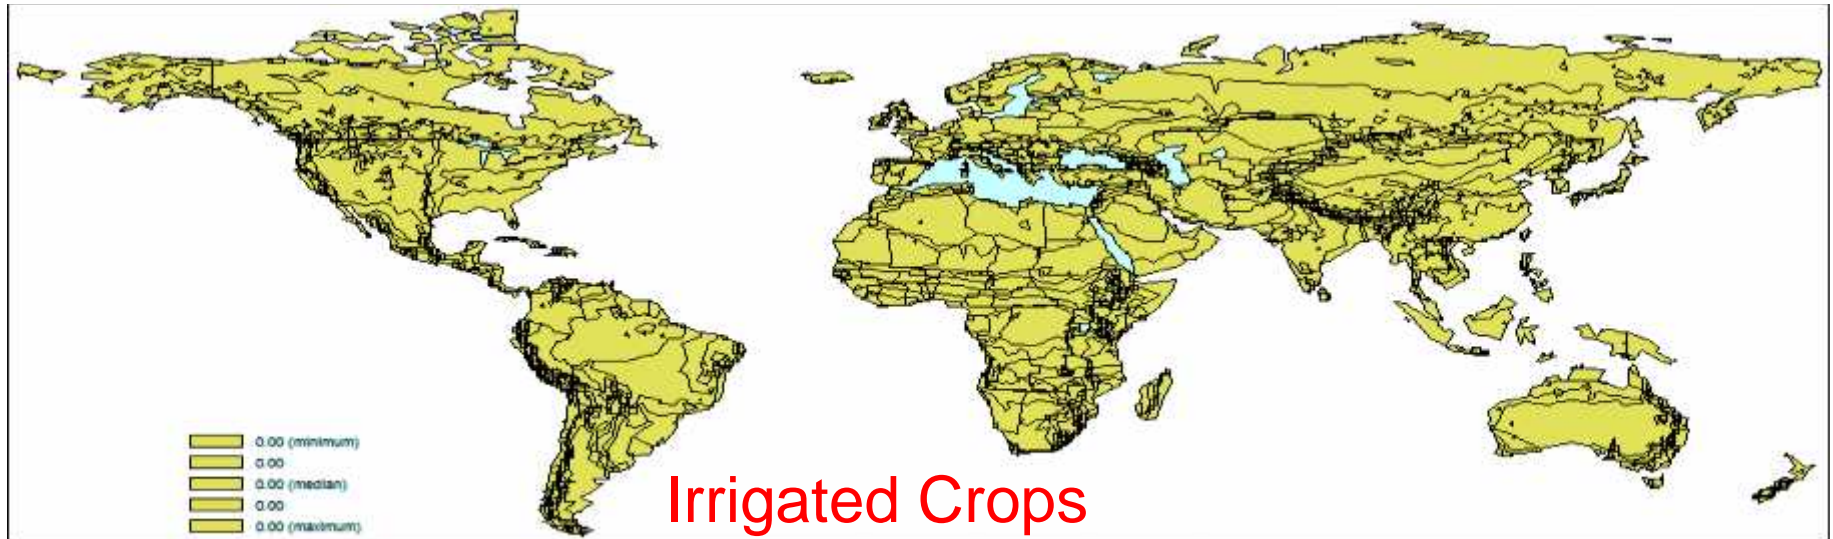 0.00 (minimum)
0.00
0.00 (median)
0.00
0.00 (maximum)
Irrigated Crops